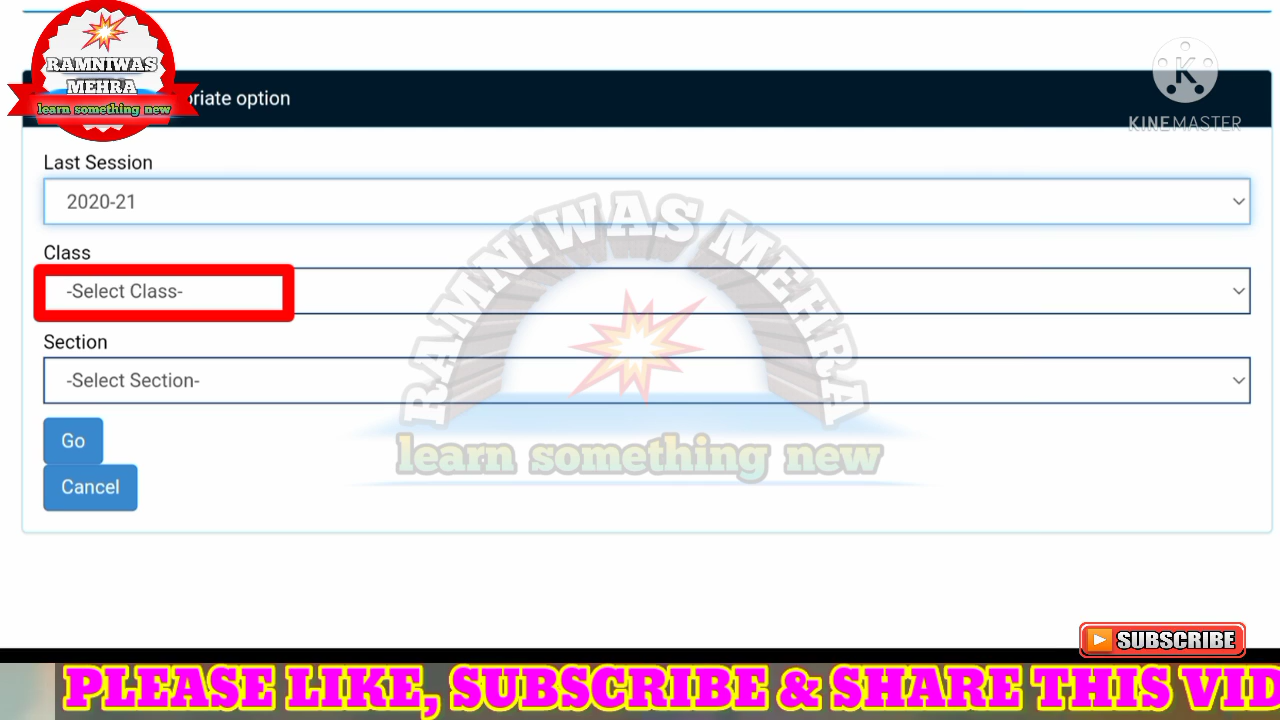 RAMNIWAS
MEHRA
learn something new
riate option
KINEMASTER
Last Session
2020-21
Class
-Select Class-
Section
-Select Section-
Go
Cancel
RAMNIWAS MEHRA
learn something new
SUBSCRIBE
PLEASE LIKE, SUBSCRIBE & SHARE THIS VID